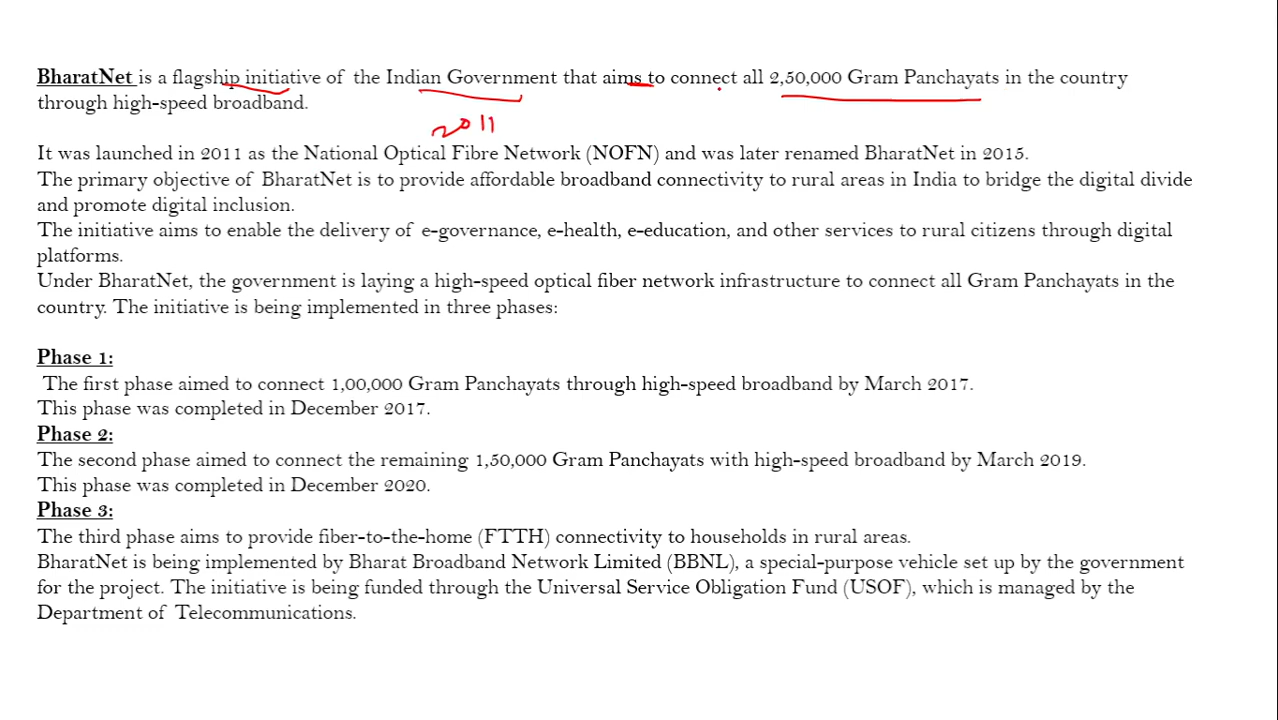 BharatNet is a flagship initiative of the Indian Government that aims to connect all 2,50,000 Gram Panchayats in the country
through high-speed broadband.
2011
It was launched in 2011 as the National Optical Fibre Network (NOFN) and was later renamed BharatNet in 2015.
The primary objective of BharatNet is to provide affordable broadband connectivity to rural areas in India to bridge the digital divide
and promote digital inclusion.
The initiative aims to enable the delivery of e-governance, e-health, e-education, and other services to rural citizens through digital
platforms.
Under BharatNet, the government is laying a high-speed optical fiber network infrastructure to connect all Gram Panchayats in the
country. The initiative is being implemented in three phases:
Phase 1:
The first phase aimed to connect 1,00,000 Gram Panchayats through high-speed broadband by March 2017.
This phase was completed in December 2017.
Phase 2:
The second phase aimed to connect the remaining 1,50,000 Gram Panchayats with high-speed broadband by March 2019.
This phase was completed in December 2020.
Phase 3:
The third phase aims to provide fiber-to-the-home (FTTH) connectivity to households in rural areas.
BharatNet is being implemented by Bharat Broadband Network Limited (BBNL), a special-purpose vehicle set up by the government
for the project. The initiative is being funded through the Universal Service Obligation Fund (USOF), which is managed by the
Department of Telecommunications.